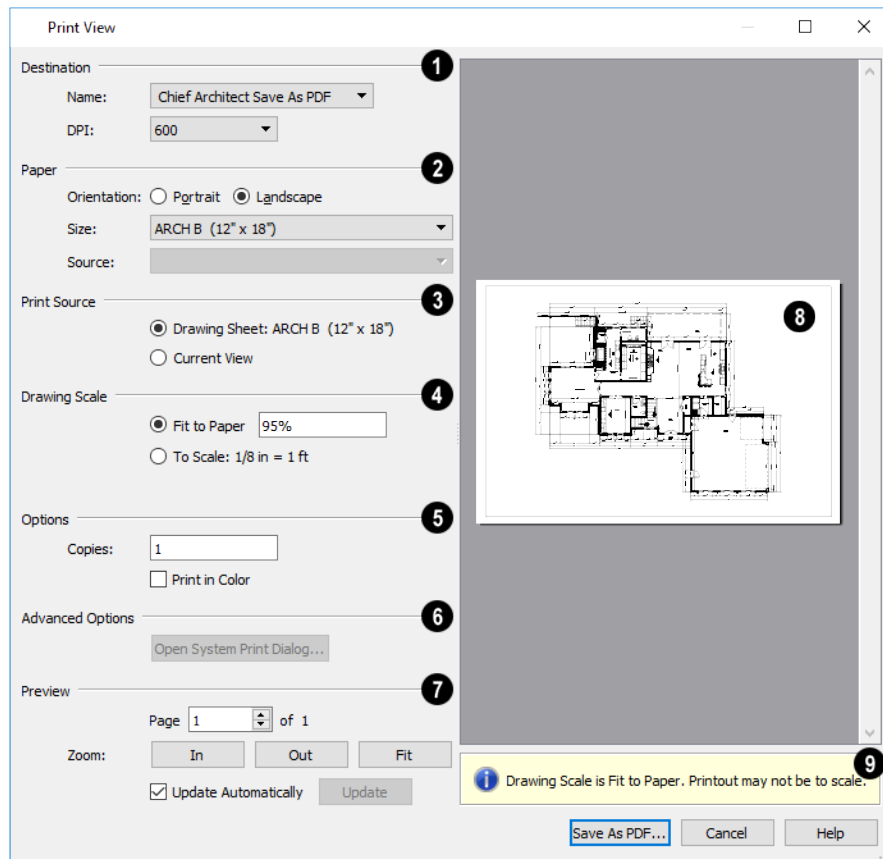 Print View
Destination 1
Name: Chief Architect Save As PDF
DPI: 600
Paper 2
Orientation: Portrait Landscape
Size: ARCH B (12" x 18")
Source:
Print Source 3
Drawing Sheet: ARCH B (12" x 18")
Current View
Drawing Scale 4
Fit to Paper 95%
To Scale: 1/8 in = 1 ft
Options 5
Copies: 1
Print in Color
Advanced Options 6
Open System Print Dialog...
Preview 7
Page 1 of 1
Zoom: In Out Fit
Update Automatically Update
8
9
Drawing Scale is Fit to Paper. Printout may not be to scale.
Save As PDF... Cancel Help